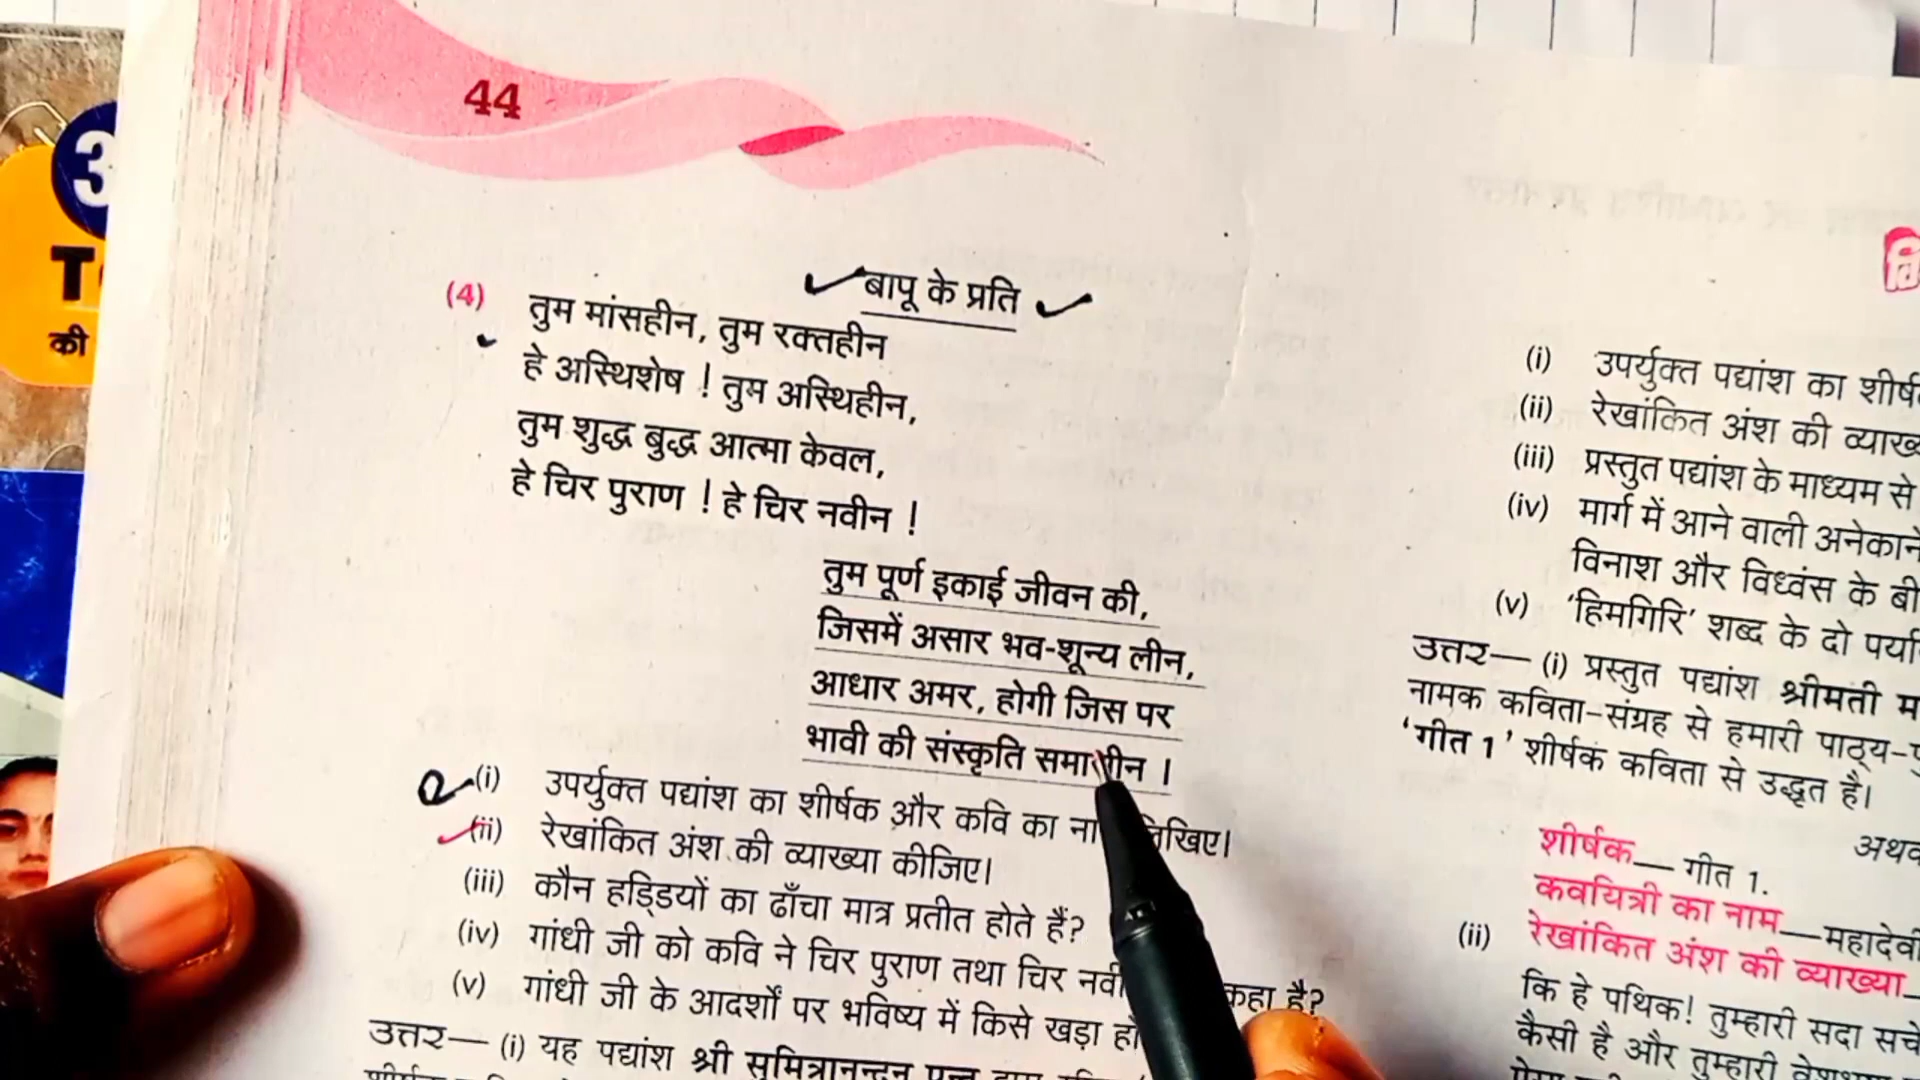 44
3
T
की
बापू के प्रति
(4) तुम मांसहीन, तुम रक्तहीन
हे अस्थिशेष ! तुम अस्थिहीन,
तुम शुद्ध बुद्ध आत्मा केवल,
हे चिर पुराण ! हे चिर नवीन !
तुम पूर्ण इकाई जीवन की,
जिसमें असार भव-शून्य लीन,
आधार अमर, होगी जिस पर
भावी की संस्कृति समासीन ।
(i) उपर्युक्त पद्यांश का शीर्षक और कवि का लिखिए।
(ii) रेखांकित अंश की व्याख्या कीजिए।
(iii) कौन हड्डियों का ढाँचा मात्र प्रतीत होते हैं?
(iv) गांधी जी को कवि ने चिर पुराण तथा चिर कहा है?
(v) गांधी जी के आदर्शों पर भविष्य में किसे खड़ा
उत्तर— (i) यह पद्यांश श्री सुमित्रानन्दन पन्त
(i) उपर्युक्त पद्यांश का
(ii) रेखांकित अंश की
(iii) प्रस्तुत पद्यांश के माध्यम से
(iv) मार्ग में आने वाली
विनाश और विध्वंस के
(v) 'हिमगिरि' शब्द के दो
उत्तर— (i) प्रस्तुत पद्यांश श्रीमती
नामक कविता-संग्रह से हमारी
'गीत 1' शीर्षक कविता से उद्धृत है।
शीर्षक— गीत 1.
कवयित्री का नाम—महादेवी
(ii) रेखांकित अंश की व्याख्या—
कि हे पथिक! तुम्हारी सदा
कैसी है और तुम्हारी